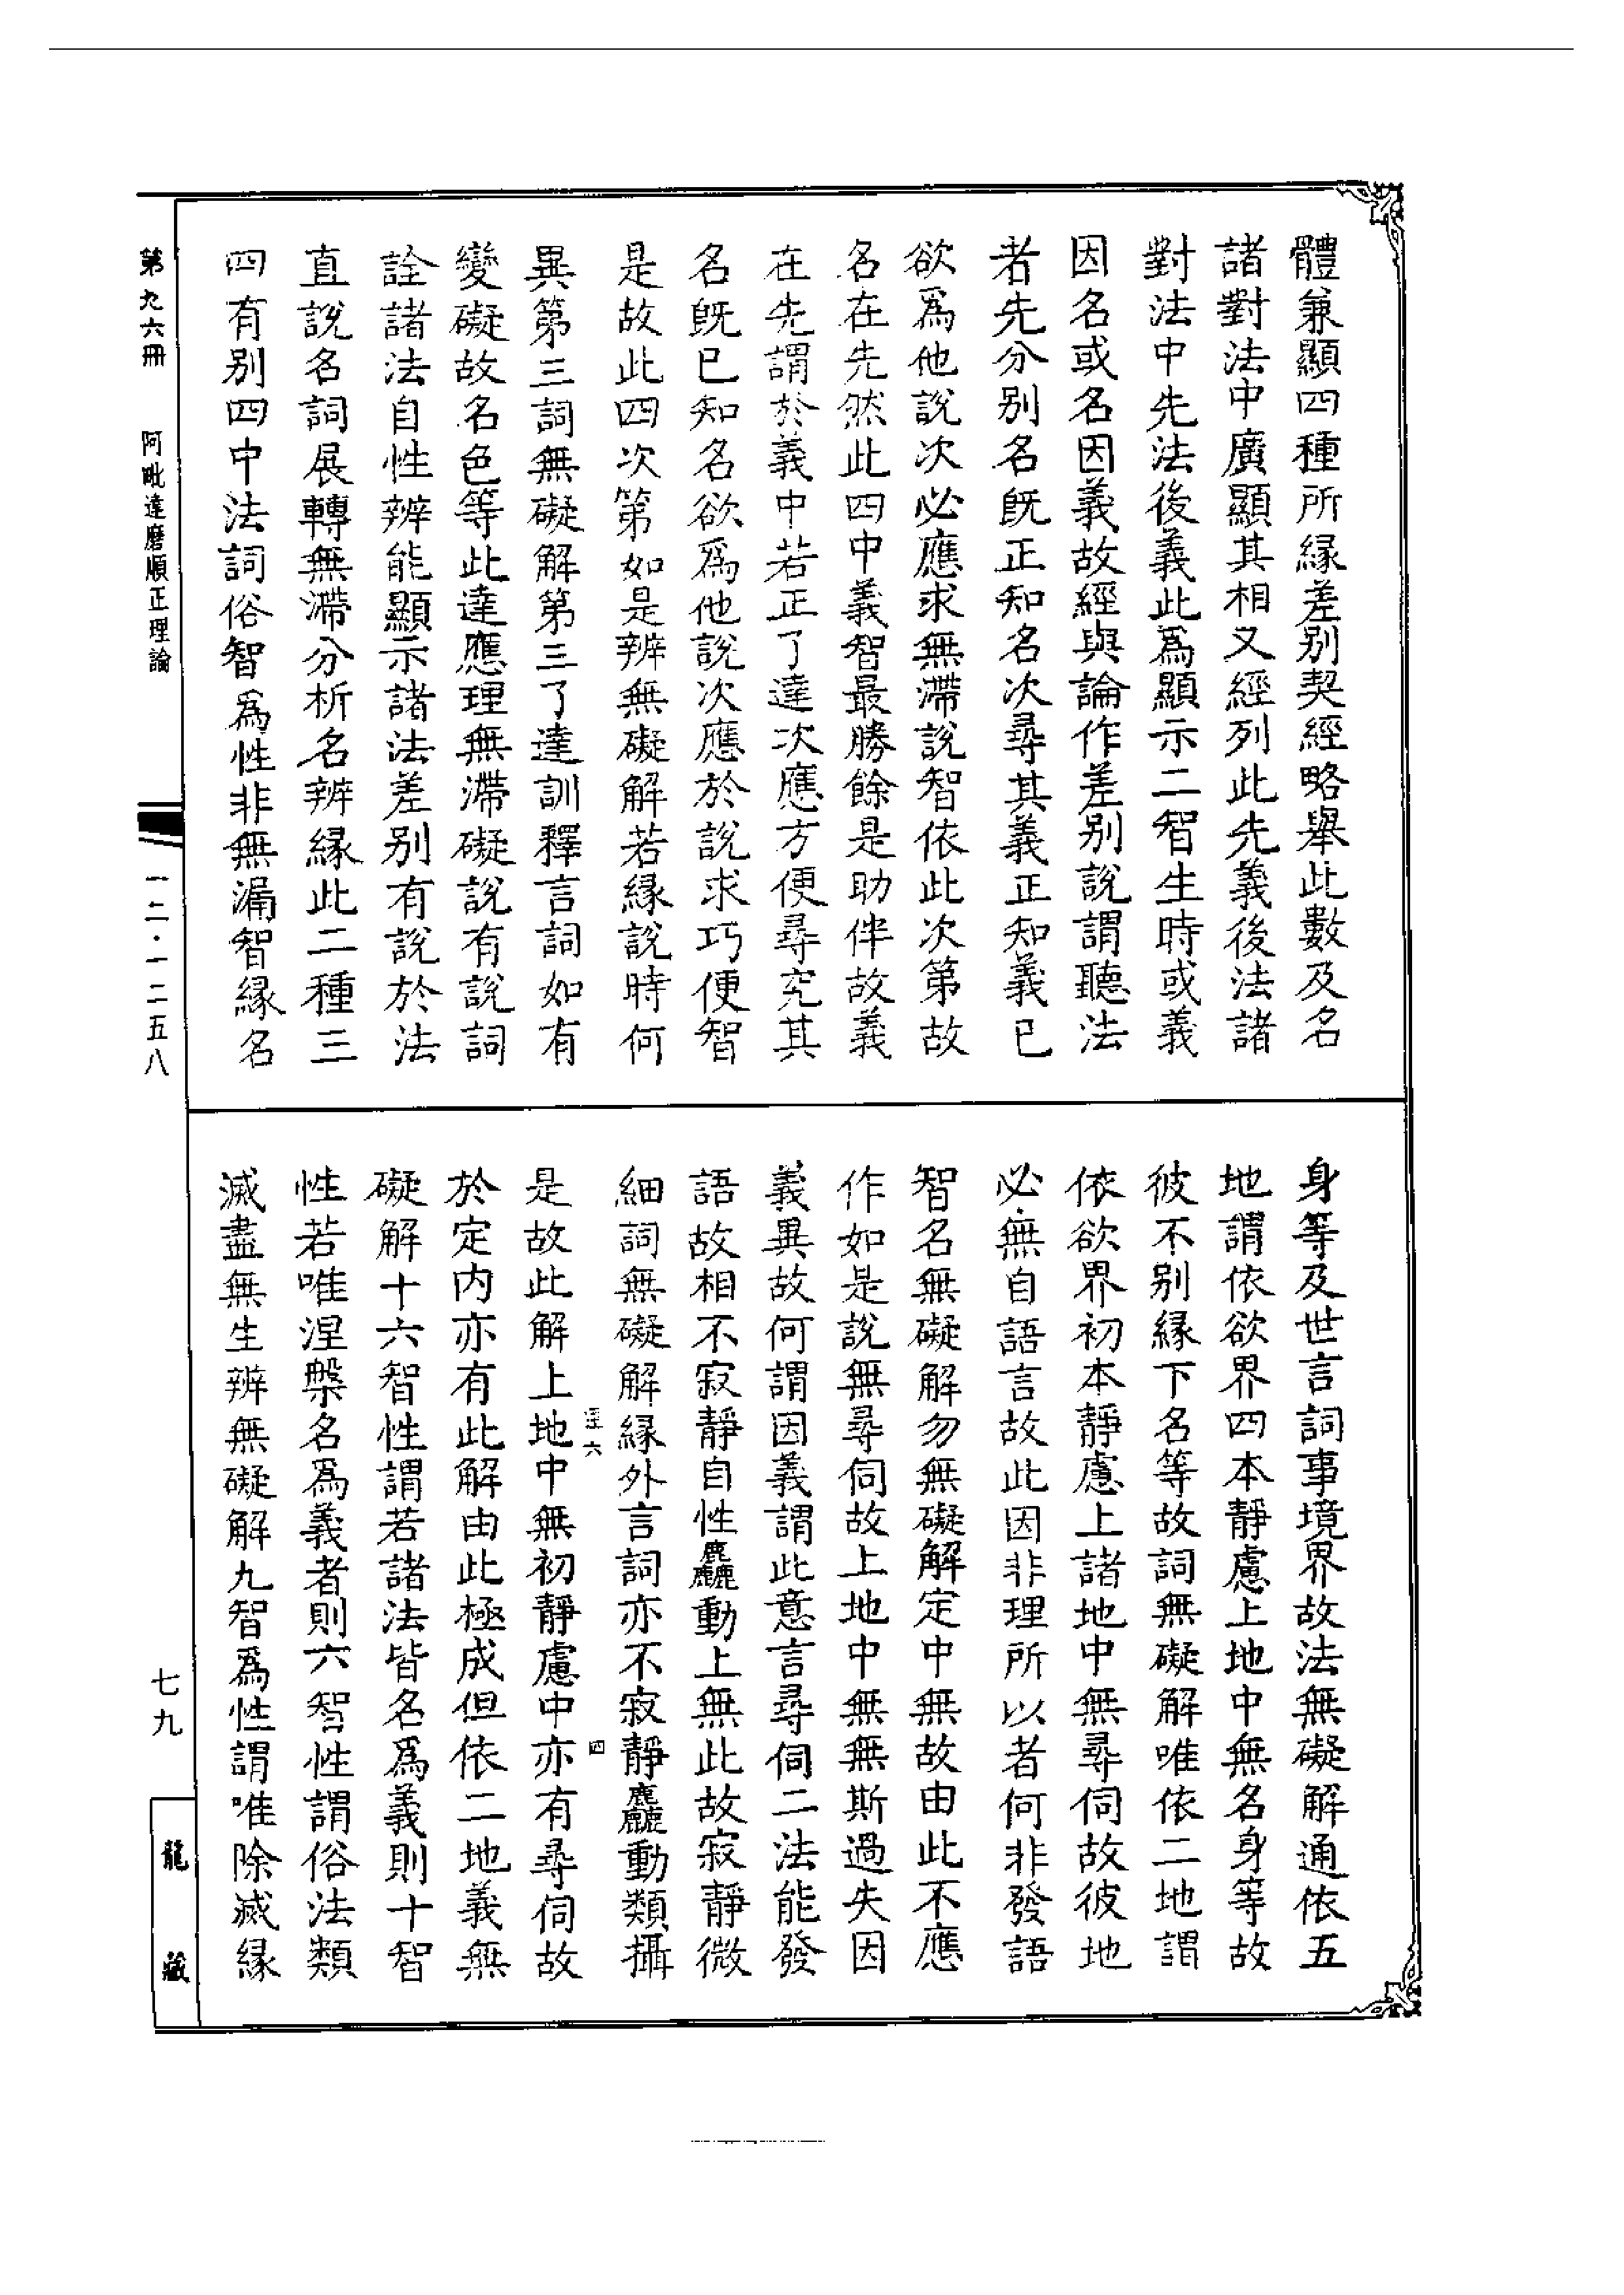 體兼顯四種所緣差別契經略舉此數及名
諸對法中廣顯其相又經列此先義後法諸
對法中先法後義此爲顯示二智生時或義
因名或名因義故經與論作差別說謂聽法
者先分別名既正知名次尋其義正知義已
欲爲他說次必應求無滯說智依此次第故
名在先然此四中義智最勝餘是助伴故義
在先謂於義中若正了達次應方便尋究其
名既已知名欲爲他說次應於說求巧便智
是故此四次第如是辨無礙解若緣說時何
異第三詞無礙解第三了達訓釋言詞如有
變礙故名色等此達應理無滯礙說有說詞
詮諸法自性辨能顯示諸法差別有說於法
直說名詞展轉無滯分析名辨緣此二種三
四有別四中法詞俗智爲性非無漏智緣名
身等及世言詞事境界故法無礙解通依五
地謂依欲界四本靜慮上地中無名身等故
彼不別緣下名等故詞無礙解唯依二地謂
依欲界初本靜慮上諸地中無尋伺故彼地
必無自語言故此因非理所以者何非發語
智名無礙解勿無礙解定中無故由此不應
作如是說無尋伺故上地中無無斯過失因
義異故何謂因義謂此意言尋伺二法能發
語故相不寂靜自性麤動上無此故寂靜微
細詞無礙解緣外言詞亦不寂靜麤動類攝
是故此解上地中無初靜慮中亦有尋伺故
於定内亦有此解由此極成但依二地義無
礙解十六智性謂若諸法皆名爲義則十智
性若唯涅槃名爲義者則六智性謂俗法類
滅盡無生辨無礙解九智爲性謂唯除滅緣
第九六冊 阿毗達磨順正理論
一二·一二五八
七九
龍藏
四